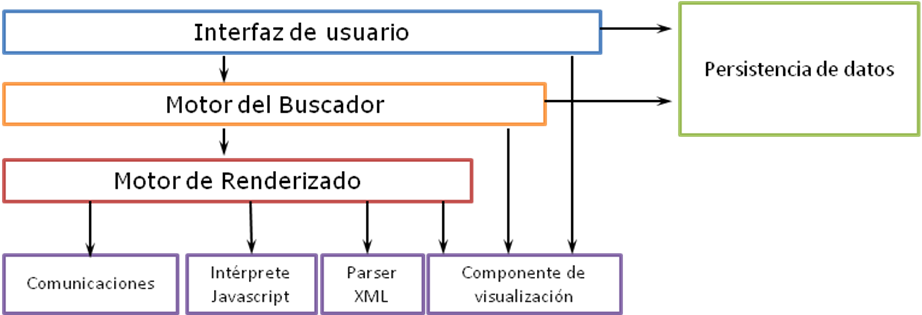 Interfaz de usuario
Persistencia de datos
Motor del Buscador
Motor de Renderizado
Comunicaciones
Intérprete
Javascript
Parser
XML
Componente de
visualización